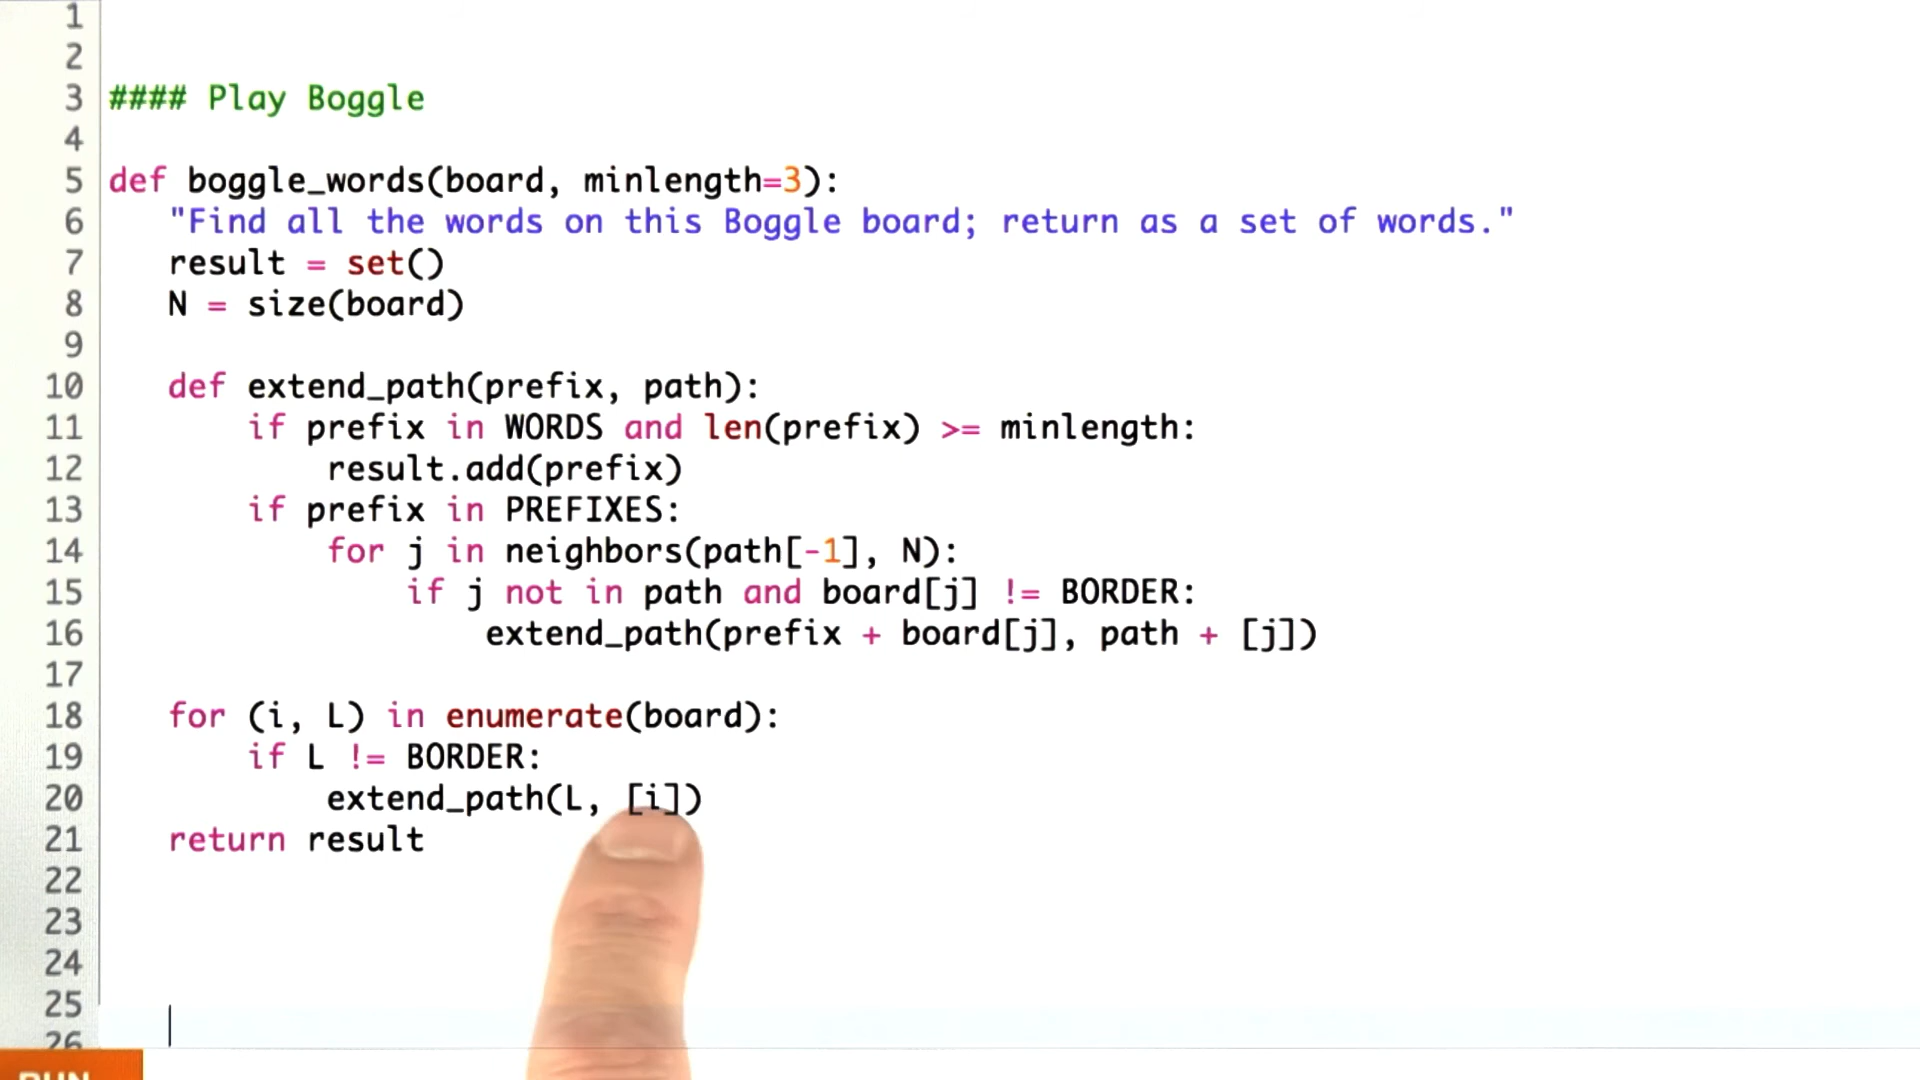 1
2
3 #### Play Boggle
4
5 def boggle_words(board, minlength=3):
6 "Find all the words on this Boggle board; return as a set of words."
7 result = set()
8 N = size(board)
9
10 def extend_path(prefix, path):
11 if prefix in WORDS and len(prefix) >= minlength:
12 result.add(prefix)
13 if prefix in PREFIXES:
14 for j in neighbors(path[-1], N):
15 if j not in path and board[j] != BORDER:
16 extend_path(prefix + board[j], path + [j])
17
18 for (i, L) in enumerate(board):
19 if L != BORDER:
20 extend_path(L, [i])
21 return result
22
23
24
25
26
RUN